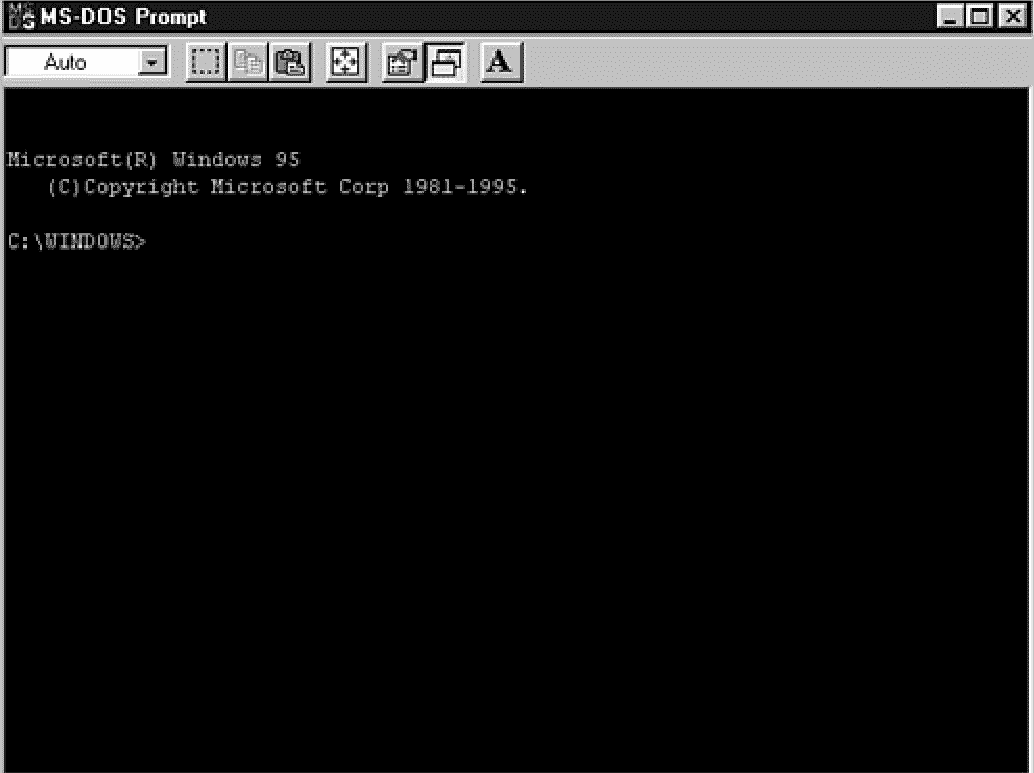 MS-DOS Prompt
Auto
A
Microsoft(R) Windows 95
(C)Copyright Microsoft Corp 1981-1995.
C:\WINDOWS>